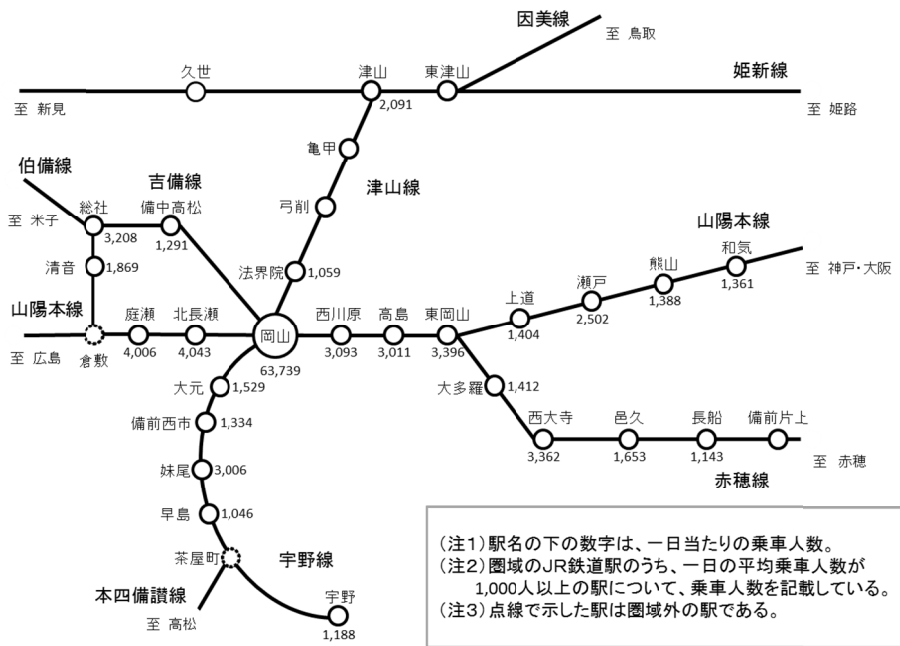 因美線
至 鳥取
久世
津山
東津山
姫新線
2,091
至 新見
至 姫路
亀甲
伯備線
吉備線
津山線
弓削
山陽本線
総社
備中高松
至 米子
3,208
1,291
和気
清音
1,869
法界院
1,059
熊山
1,361
至 神戸・大阪
瀬戸
1,388
上道
2,502
山陽本線
庭瀬
北長瀬
岡山
西川原
高島
東岡山
1,404
至 広島
倉敷
4,006
4,043
3,093
3,011
3,396
63,739
大元
1,529
大多羅
1,412
備前西市
1,334
西大寺
邑久
長船
備前片上
3,362
1,653
1,143
至 赤穂
妹尾
3,006
赤穂線
早島
1,046
茶屋町
宇野線
本四備讃線
至 高松
宇野
1,188
(注1)駅名の下の数字は、一日当たりの乗車人数。
(注2)圏域のJR鉄道駅のうち、一日の平均乗車人数が
1,000人以上の駅について、乗車人数を記載している。
(注3)点線で示した駅は圏域外の駅である。